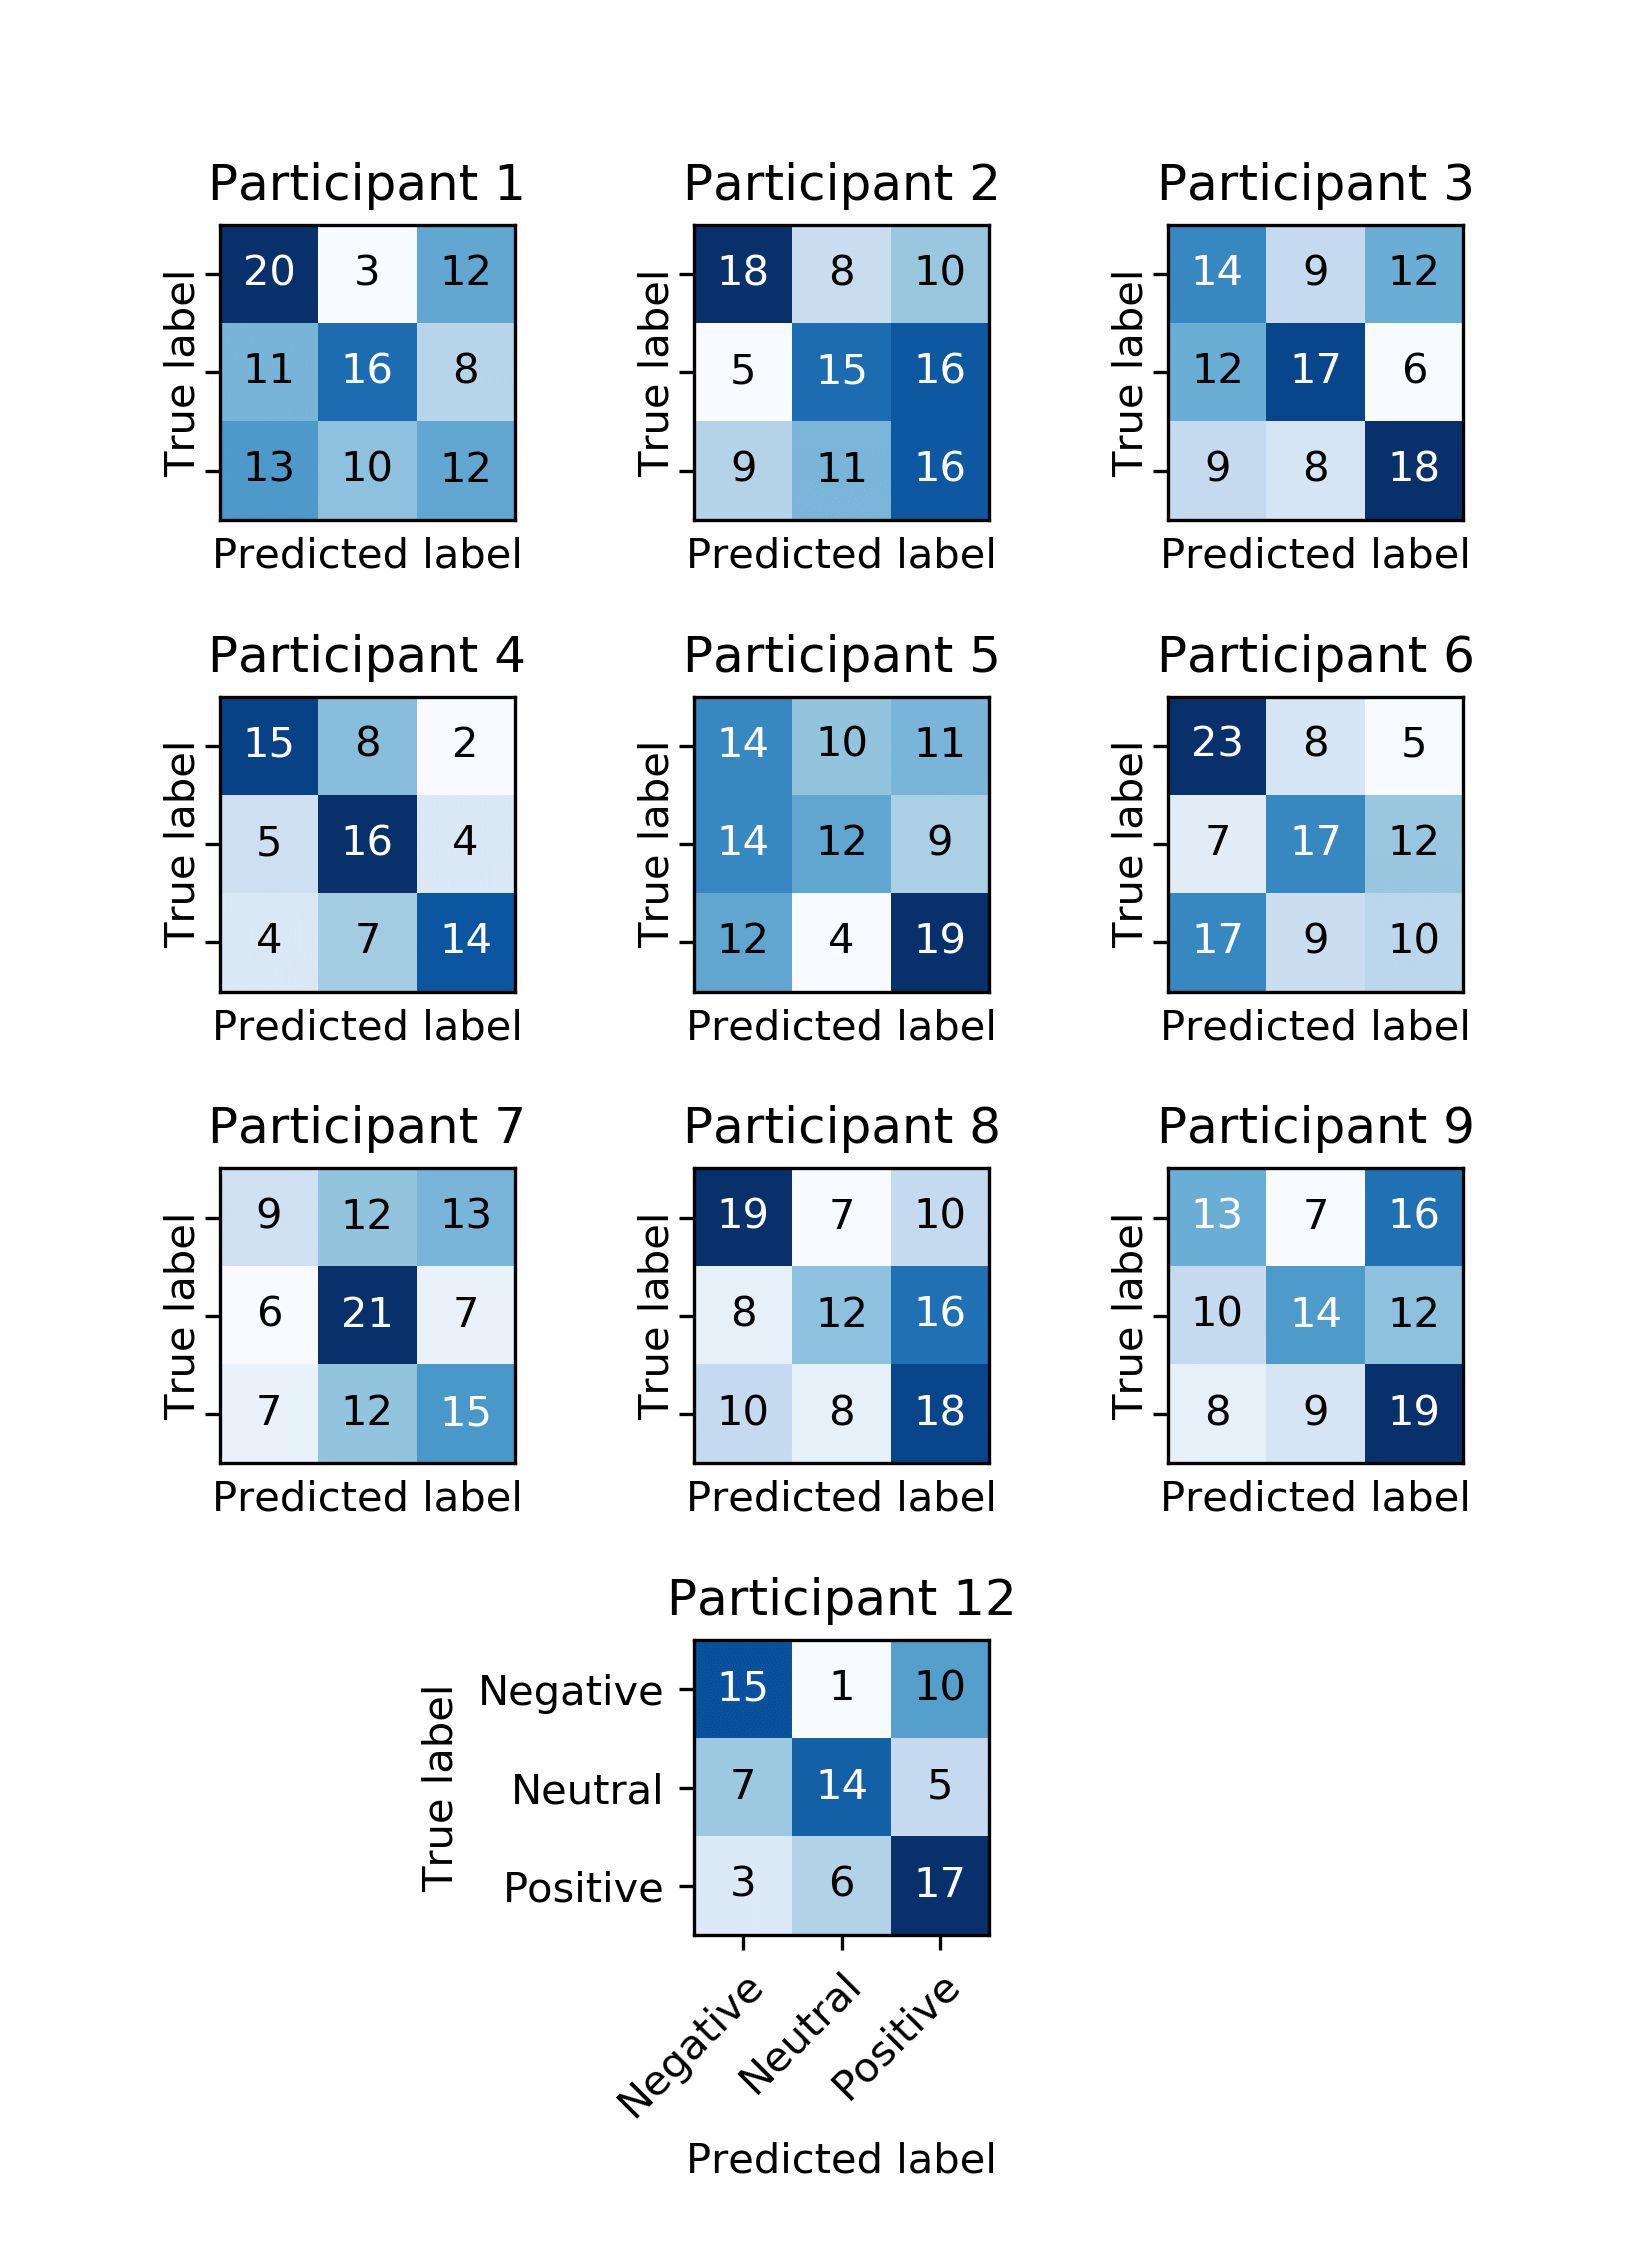 Participant 1
True label
20 3 12
11 16 8
13 10 12
Predicted label
Participant 2
True label
18 8 10
5 15 16
9 11 16
Predicted label
Participant 3
True label
14 9 12
12 17 6
9 8 18
Predicted label
Participant 4
True label
15 8 2
5 16 4
4 7 14
Predicted label
Participant 5
True label
14 10 11
14 12 9
12 4 19
Predicted label
Participant 6
True label
23 8 5
7 17 12
17 9 10
Predicted label
Participant 7
True label
9 12 13
6 21 7
7 12 15
Predicted label
Participant 8
True label
19 7 10
8 12 16
10 8 18
Predicted label
Participant 9
True label
13 7 16
10 14 12
8 9 19
Predicted label
Participant 12
True label
Negative 15 1 10
Neutral 7 14 5
Positive 3 6 17
Negative Neutral Positive
Predicted label